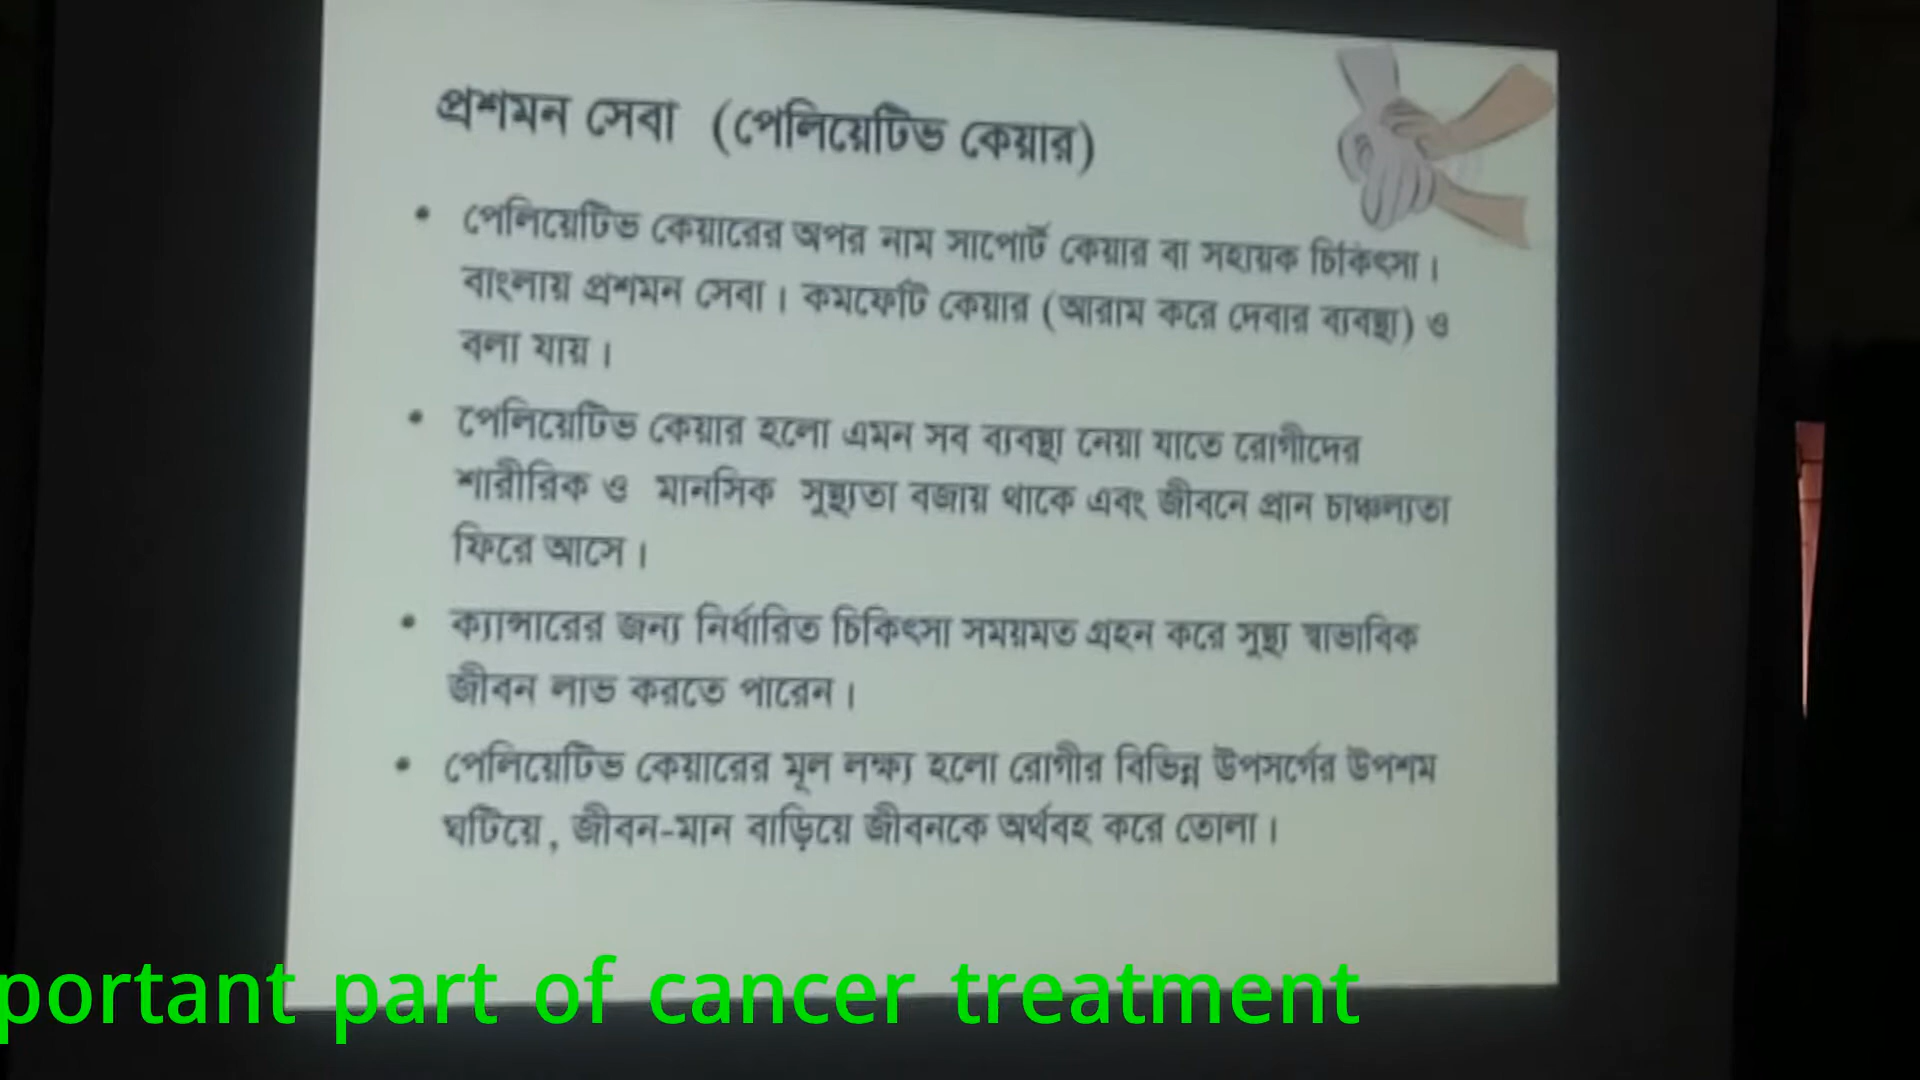 প্রশমন সেবা (পেলিয়েটিভ কেয়ার)
• পেলিয়েটিভ কেয়ারের অপর নাম সাপোর্ট কেয়ার বা সহায়ক চিকিৎসা।
বাংলায় প্রশমন সেবা। কমফের্টি কেয়ার (আরাম করে দেবার ব্যবস্থা) ও
বলা যায়।
• পেলিয়েটিভ কেয়ার হলো এমন সব ব্যবস্থা নেয়া যাতে রোগীদের
শারীরিক ও মানসিক সুস্থ্যতা বজায় থাকে এবং জীবনে প্রান চাঞ্চল্যতা
ফিরে আসে।
• ক্যান্সারের জন্য নির্ধারিত চিকিৎসা সময়মত গ্রহন করে সুস্থ্য স্বাভাবিক
জীবন লাভ করতে পারেন।
• পেলিয়েটিভ কেয়ারের মূল লক্ষ্য হলো রোগীর বিভিন্ন উপসর্গের উপশম
ঘটিয়ে, জীবন-মান বাড়িয়ে জীবনকে অর্থবহ করে তোলা।
portant part of cancer treatment